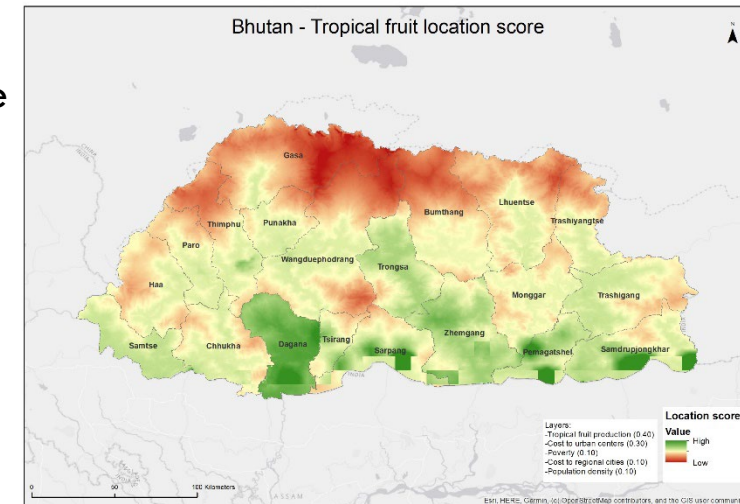 e
Bhutan - Tropical fruit location score
N
Gasa
Lhuentse
Bumthang
Thimphu
Punakha
Trashiyangtse
Paro
Wangduephodrang
Trongsa
Haa
Monggar
Trashigang
Zhemgang
Samtse
Chhukha
Dagana
Tsirang
Sarpang
Pemagatshel
Samdrupjongkhar
INDIA
ASSAM
Layers:
-Tropical fruit production (0.40)
-Cost to urban centers (0.30)
-Poverty (0.10)
-Cost to regional cities (0.10)
-Population density (0.10)
Location score
Value
High
Low
0 50 100 Kilometers
Esri, HERE, Garmin, (c) OpenStreetMap contributors, and the GIS user community